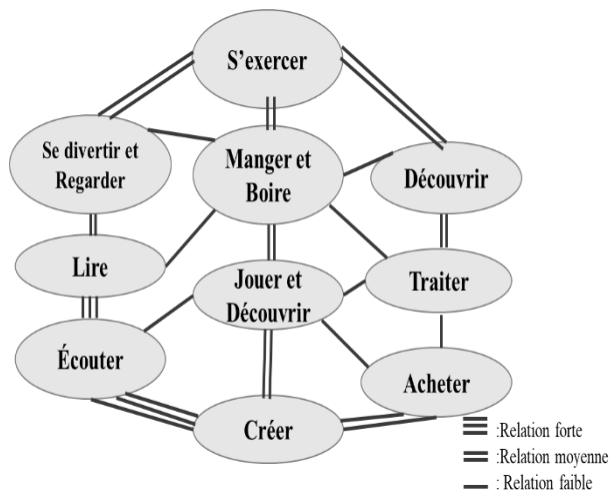 S'exercer
Se divertir et
Regarder
Manger et
Boire
Découvrir
Lire
Jouer et
Découvrir
Traiter
Écouter
Acheter
Créer
:Relation forte
:Relation moyenne
: Relation faible